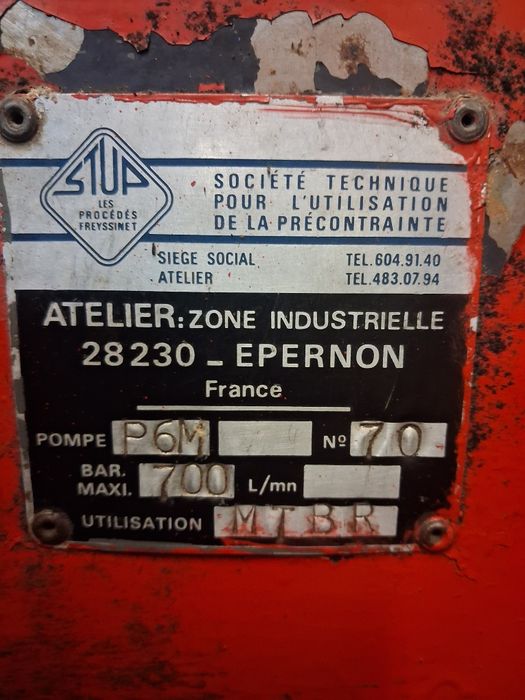 STUP
LES
PROCÉDÉS
FREYSSINET
SOCIÉTÉ TECHNIQUE
POUR L'UTILISATION
DE LA PRÉCONTRAINTE
SIEGE SOCIAL TEL.604.91.40
ATELIER TEL.483.07.94
ATELIER: ZONE INDUSTRIELLE
28230 _ EPERNON
France
POMPE P6M Nº 70
BAR. MAXI. 700 L/mn
UTILISATION MTBR